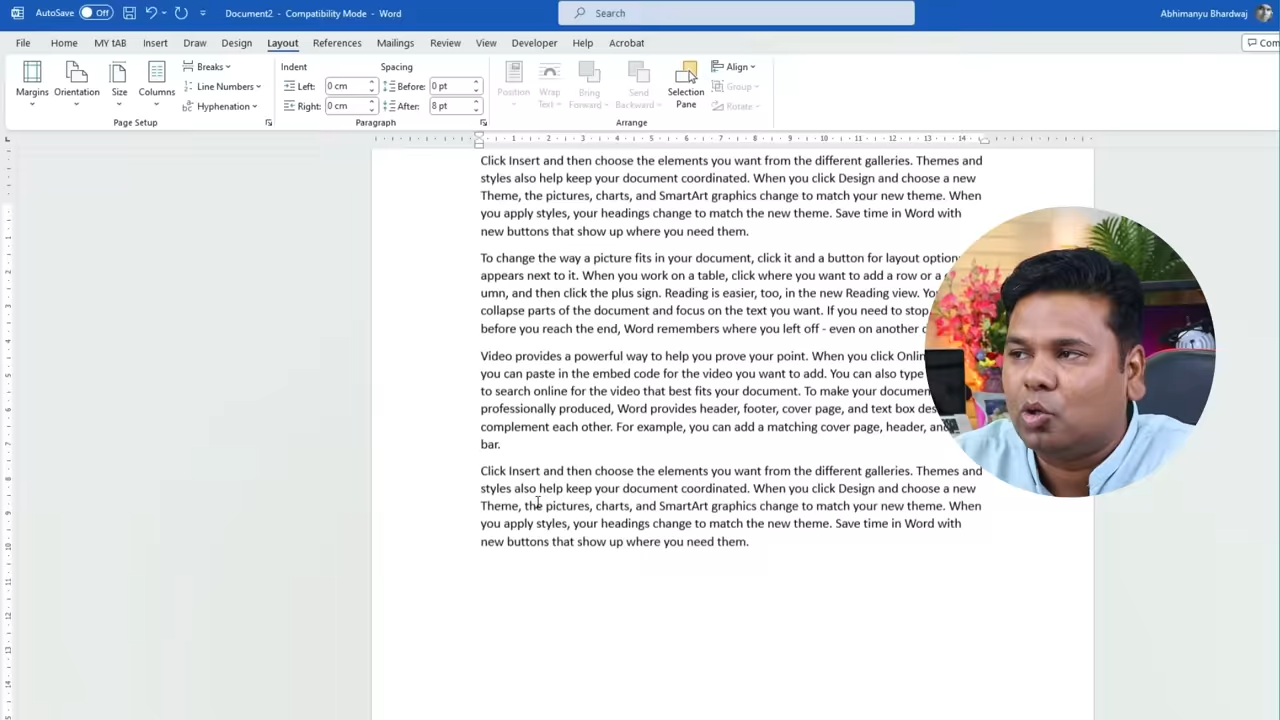 AutoSave Off Document2 - Compatibility Mode - Word Search Abhimanyu Bhardwaj
File Home MY tAB Insert Draw Design Layout References Mailings Review View Developer Help Acrobat
Margins Orientation Size Columns Breaks Line Numbers Hyphenation
Page Setup
Indent Spacing
Left: 0 cm Before: 0 pt
Right: 0 cm After: 8 pt
Paragraph
Position Wrap Text Bring Forward Send Backward Selection Pane Align Group Rotate
Arrange
1 2 3 4 5 6 7 8 9 10 11 12 13 14
Click Insert and then choose the elements you want from the different galleries. Themes and
styles also help keep your document coordinated. When you click Design and choose a new
Theme, the pictures, charts, and SmartArt graphics change to match your new theme. When
you apply styles, your headings change to match the new theme. Save time in Word with
new buttons that show up where you need them.
To change the way a picture fits in your document, click it and a button for layout
appears next to it. When you work on a table, click where you want to add a row or a
umn, and then click the plus sign. Reading is easier, too, in the new Reading view.
collapse parts of the document and focus on the text you want. If you need to stop
before you reach the end, Word remembers where you left off - even on another
Video provides a powerful way to help you prove your point. When you click
you can paste in the embed code for the video you want to add. You can also type
to search online for the video that best fits your document. To make your
professionally produced, Word provides header, footer, cover page, and text box
complement each other. For example, you can add a matching cover page, header,
bar.
Click Insert and then choose the elements you want from the different galleries. Themes and
styles also help keep your document coordinated. When you click Design and choose a new
Theme, the pictures, charts, and SmartArt graphics change to match your new theme. When
you apply styles, your headings change to match the new theme. Save time in Word with
new buttons that show up where you need them.